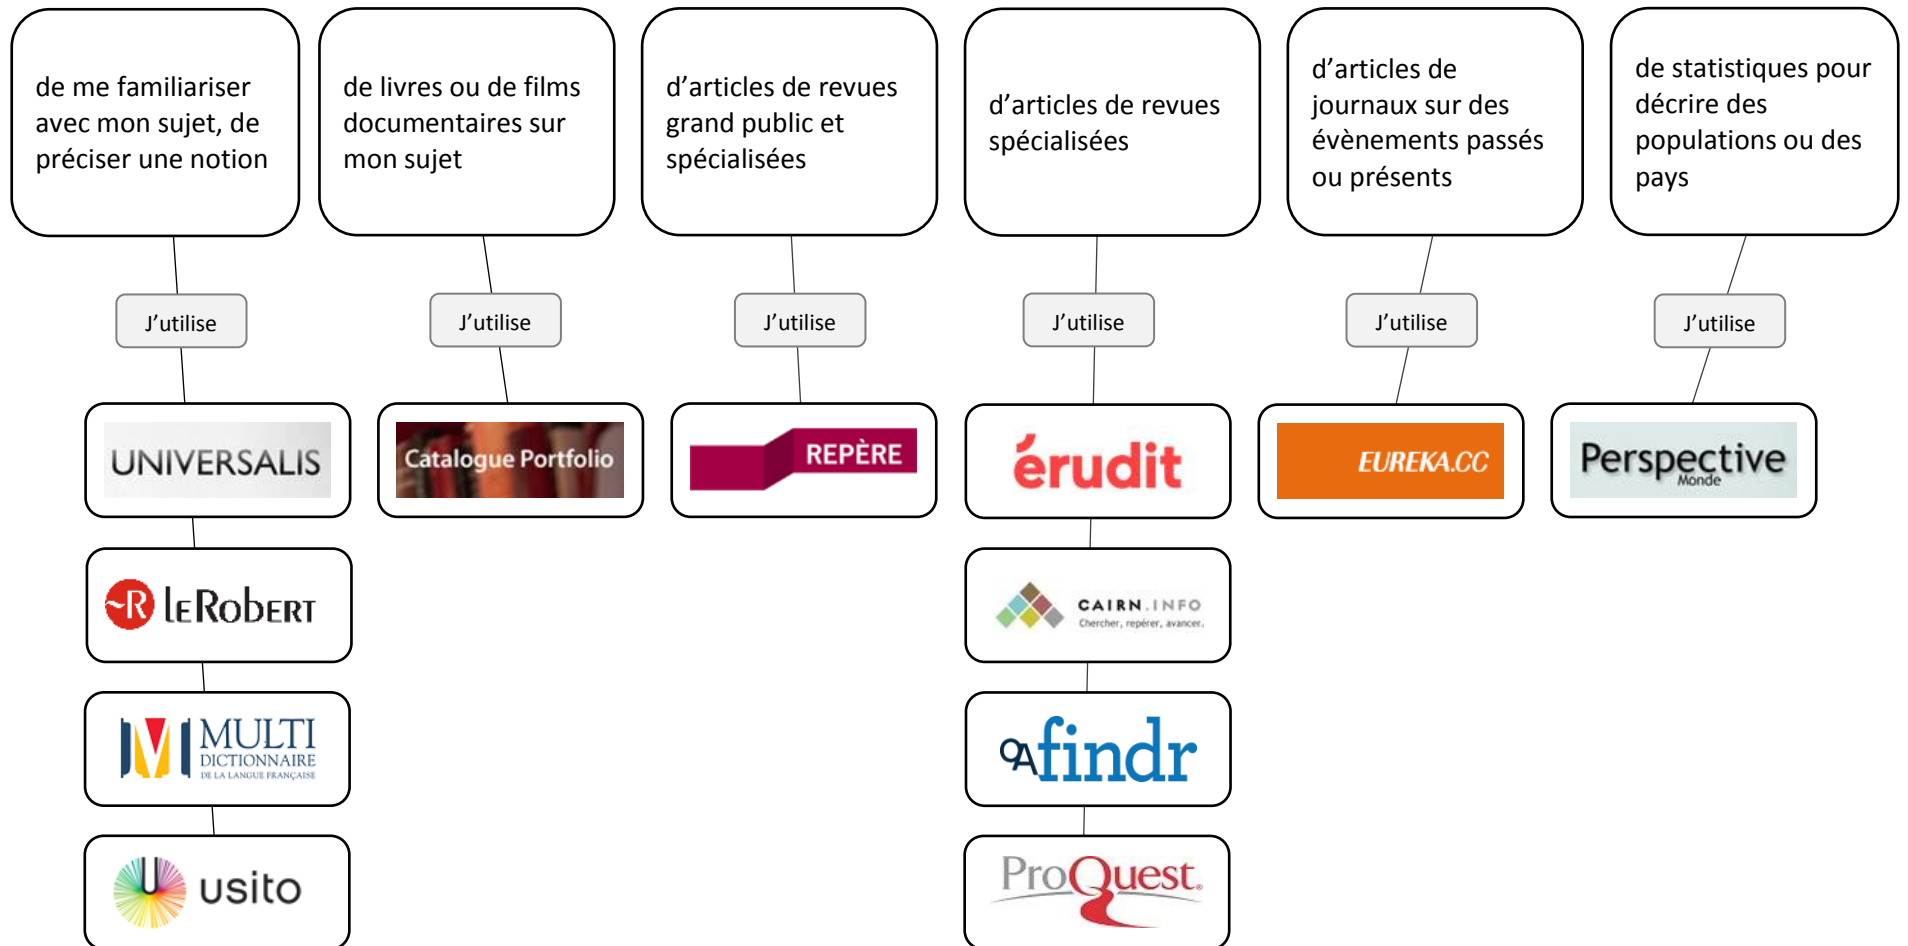 de me familiariser
avec mon sujet, de
préciser une notion
de livres ou de films
documentaires sur
mon sujet
d’articles de revues
grand public et
spécialisées
d’articles de revues
spécialisées
d’articles de
journaux sur des
évènements passés
ou présents
de statistiques pour
décrire des
populations ou des
pays
J’utilise
J’utilise
J’utilise
J’utilise
J’utilise
J’utilise
UNIVERSALIS
Catalogue Portfolio
REPÈRE
érudit
EUREKA.CC
Perspective
Monde
~R LE ROBERT
CAIRN.INFO
Chercher, repérer, avancer.
MULTI
DICTIONNAIRE
DE LA LANGUE FRANÇAISE
OAfindr
U usito
ProQuest®